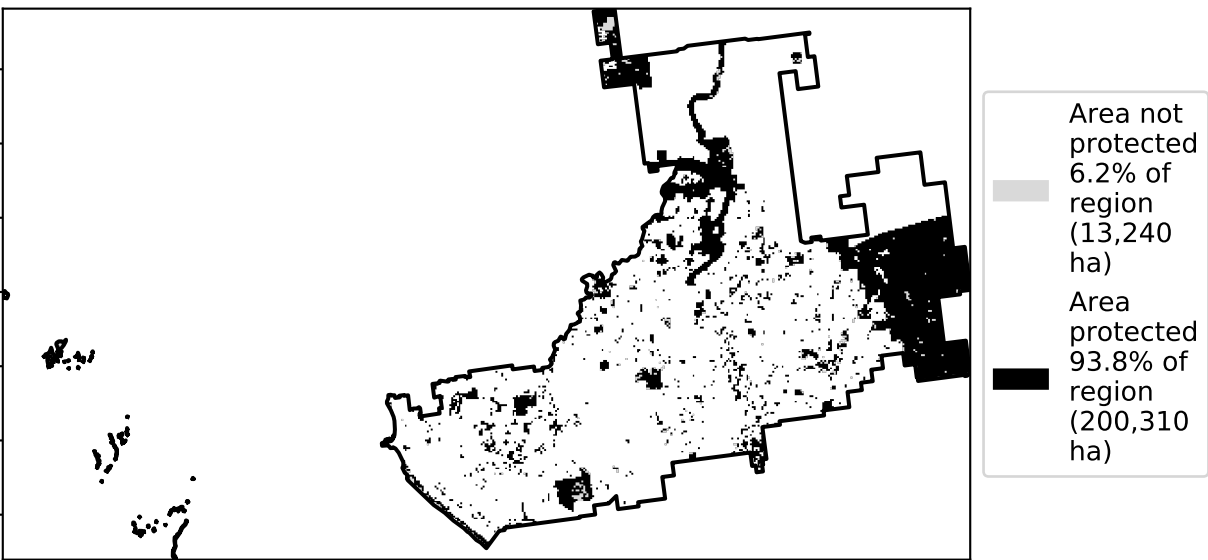 Area not
protected
6.2% of
region
(13,240
ha)
Area
protected
93.8% of
region
(200,310
ha)